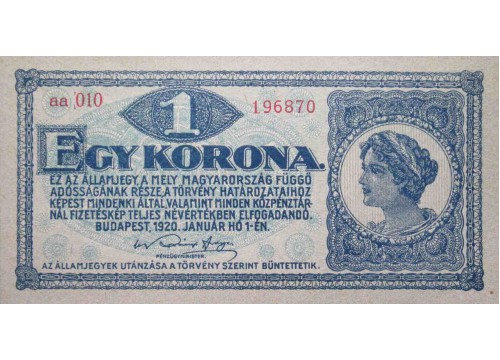 aa 010
1
196870
EGY KORONA.
EZ AZ ÁLLAMJEGY, A MELY MAGYARORSZÁG FÜGGŐ
ADÓSSÁGÁNAK RÉSZE, A TÖRVÉNY HATÁROZATAIHOZ
KÉPEST MINDENKI ÁLTAL, VALAMINT MINDEN KÖZPÉNZTÁR-
NÁL FIZETÉSKÉP TELJES NÉVÉRTÉKBEN ELFOGADANDÓ.
BUDAPEST, 1920. JANUÁR HÓ 1-ÉN.
PÉNZÜGYMINISTER.
AZ ÁLLAMJEGYEK UTÁNZÁSA A TÖRVÉNY SZERINT BÜNTETTETIK.